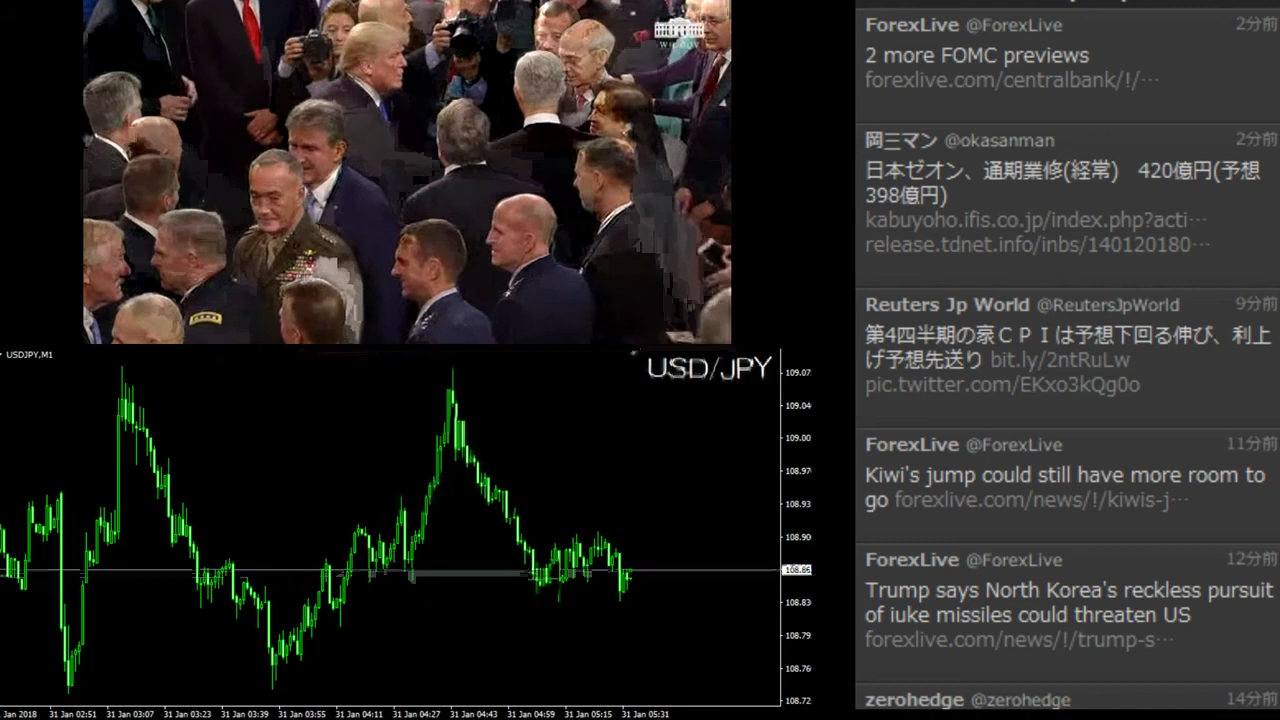 WH.GOV
USDJPY,M1
USD/JPY
109.07
109.04
109.00
108.97
108.93
108.90
108.86
108.83
108.79
108.76
108.72
Jan 2018
31 Jan 02:51
31 Jan 03:07
31 Jan 03:23
31 Jan 03:39
31 Jan 03:55
31 Jan 04:11
31 Jan 04:27
31 Jan 04:43
31 Jan 04:59
31 Jan 05:15
31 Jan 05:31
ForexLive @ForexLive 2分前
2 more FOMC previews
forexlive.com/centralbank/!/…
岡三マン @okasanman 2分前
日本ゼオン、通期業修(経常) 420億円(予想
398億円)
kabuyoho.ifis.co.jp/index.php?acti…
release.tdnet.info/inbs/140120180…
Reuters Jp World @ReutersJpWorld 9分前
第4四半期の豪ＣＰＩは予想下回る伸び、利上
げ予想先送り bit.ly/2ntRuLw
pic.twitter.com/EKxo3kQg0o
ForexLive @ForexLive 11分前
Kiwi's jump could still have more room to
go forexlive.com/news/!/kiwis-j…
ForexLive @ForexLive 12分前
Trump says North Korea's reckless pursuit
of iuke missiles could threaten US
forexlive.com/news/!/trump-s…
zerohedge @zerohedge 14分前